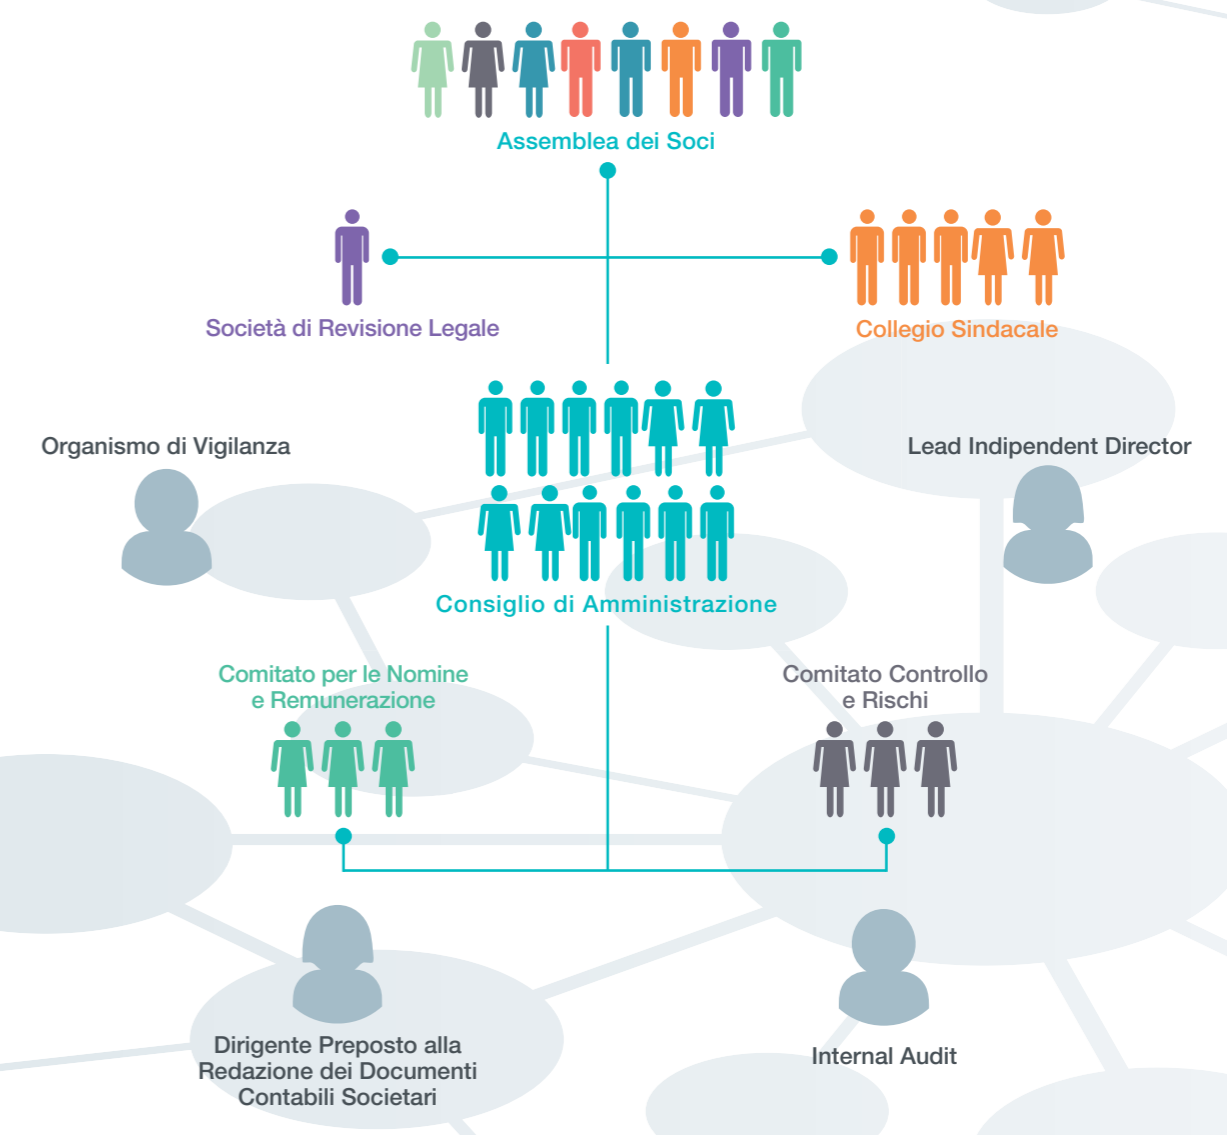 Assemblea dei Soci
Società di Revisione Legale
Collegio Sindacale
Organismo di Vigilanza
Lead Indipendent Director
Consiglio di Amministrazione
Comitato per le Nomine
e Remunerazione
Comitato Controllo
e Rischi
Dirigente Preposto alla
Redazione dei Documenti
Contabili Societari
Internal Audit